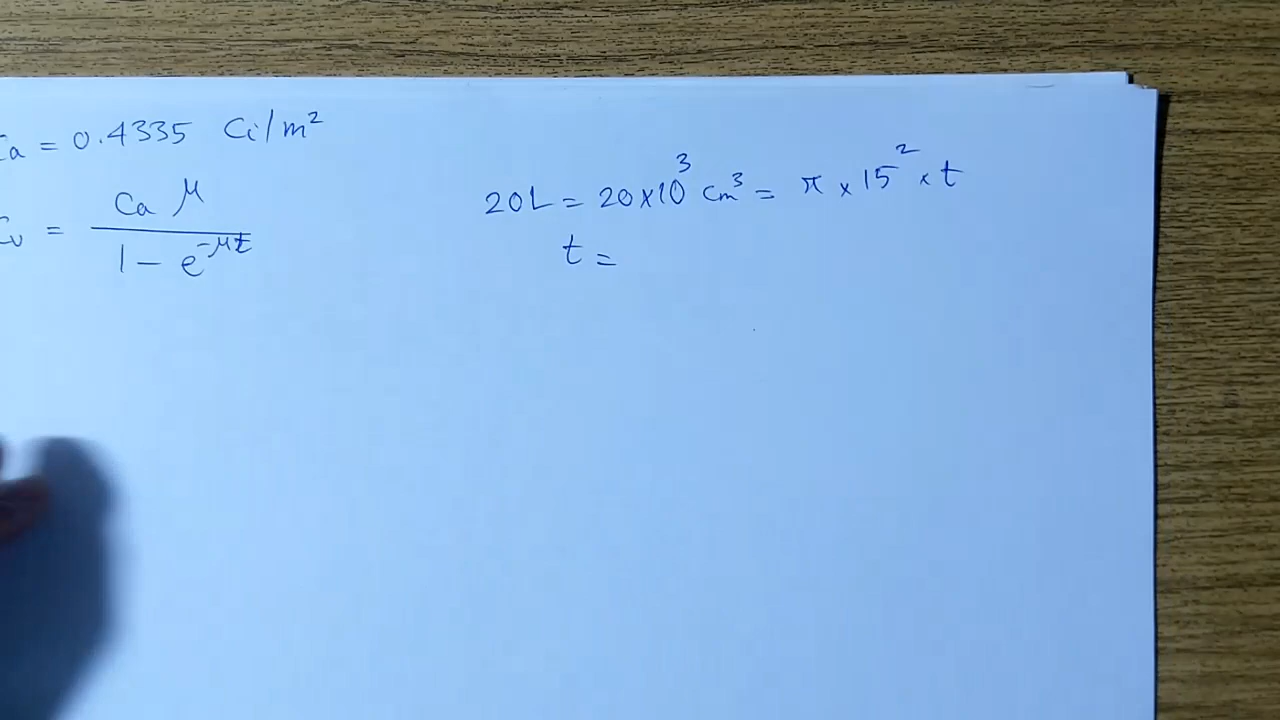 Ca = 0.4335 Ci/m²
Cv = Ca μ / 1 − e^−μt
20L = 20×10³ cm³ = π × 15² × t
t =